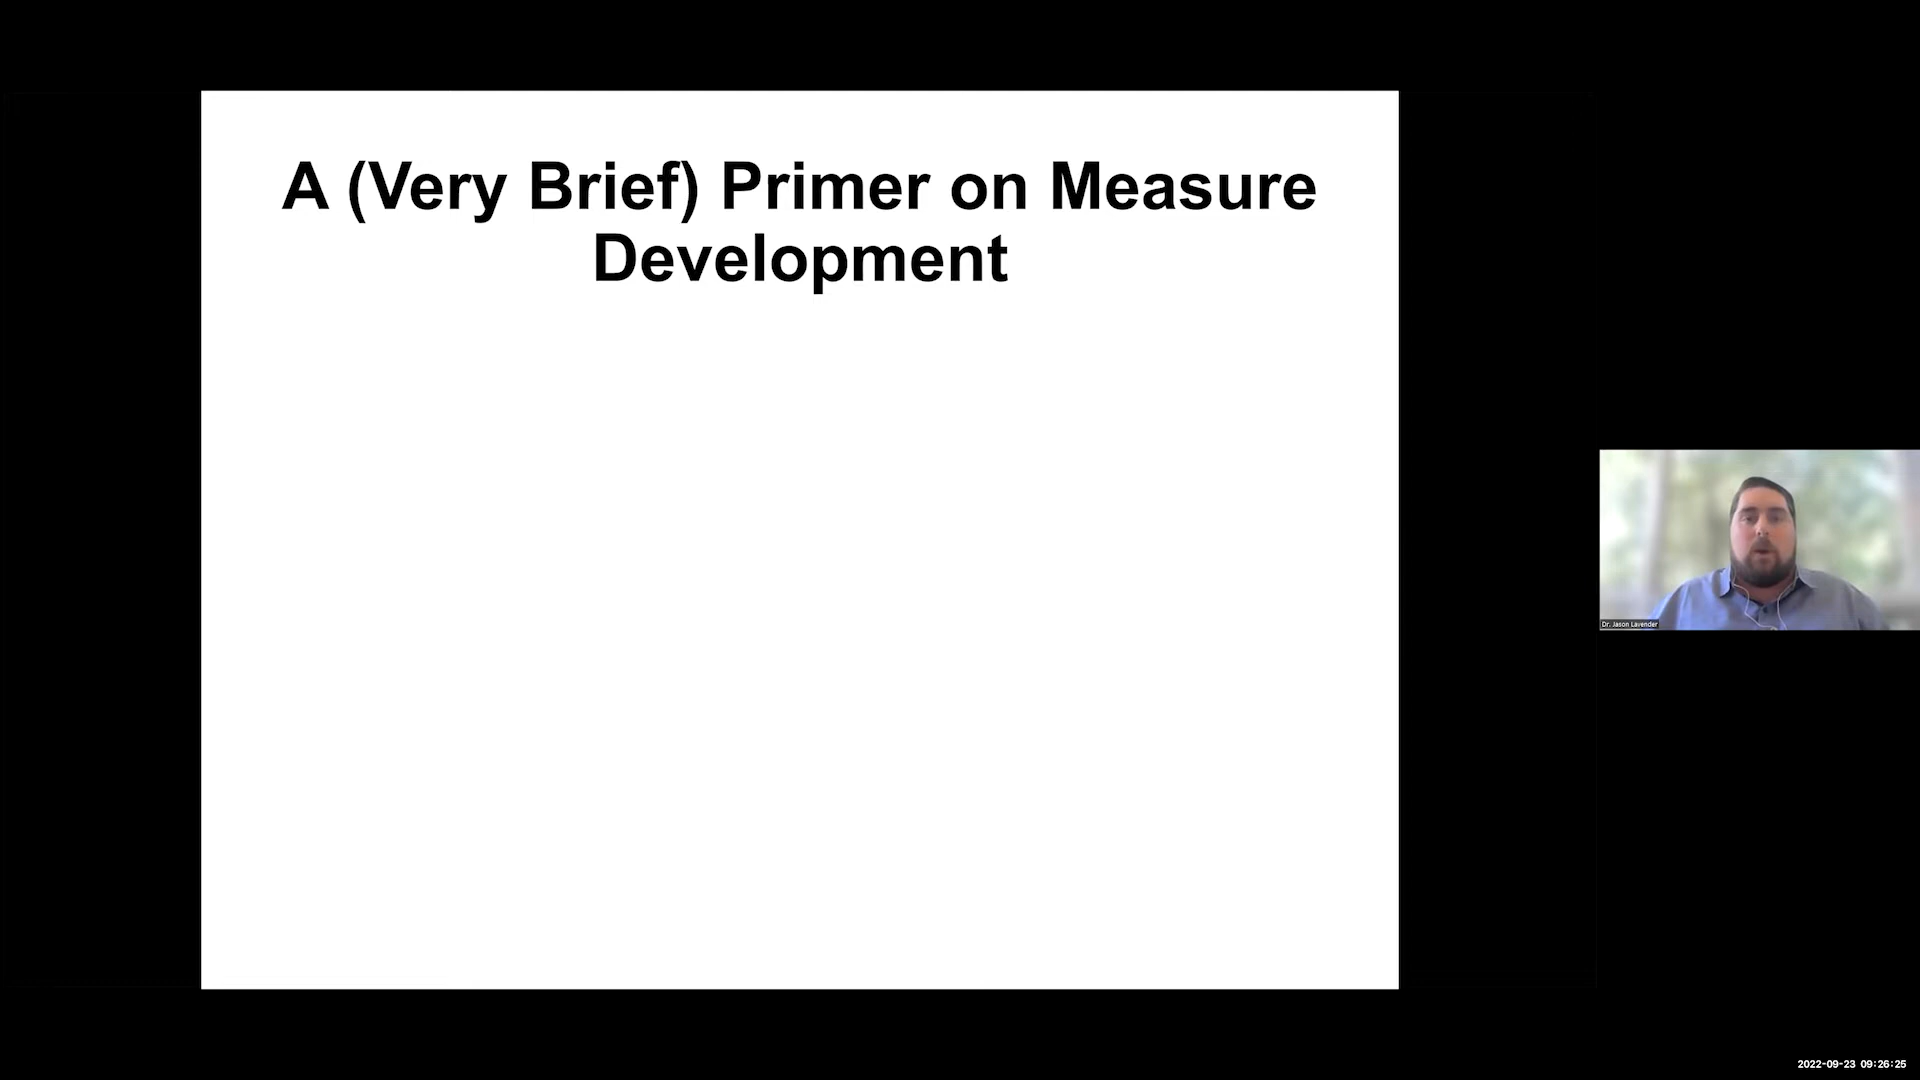 A (Very Brief) Primer on Measure
Development
Dr. Jason Lavender
2022-09-23 09:26:25